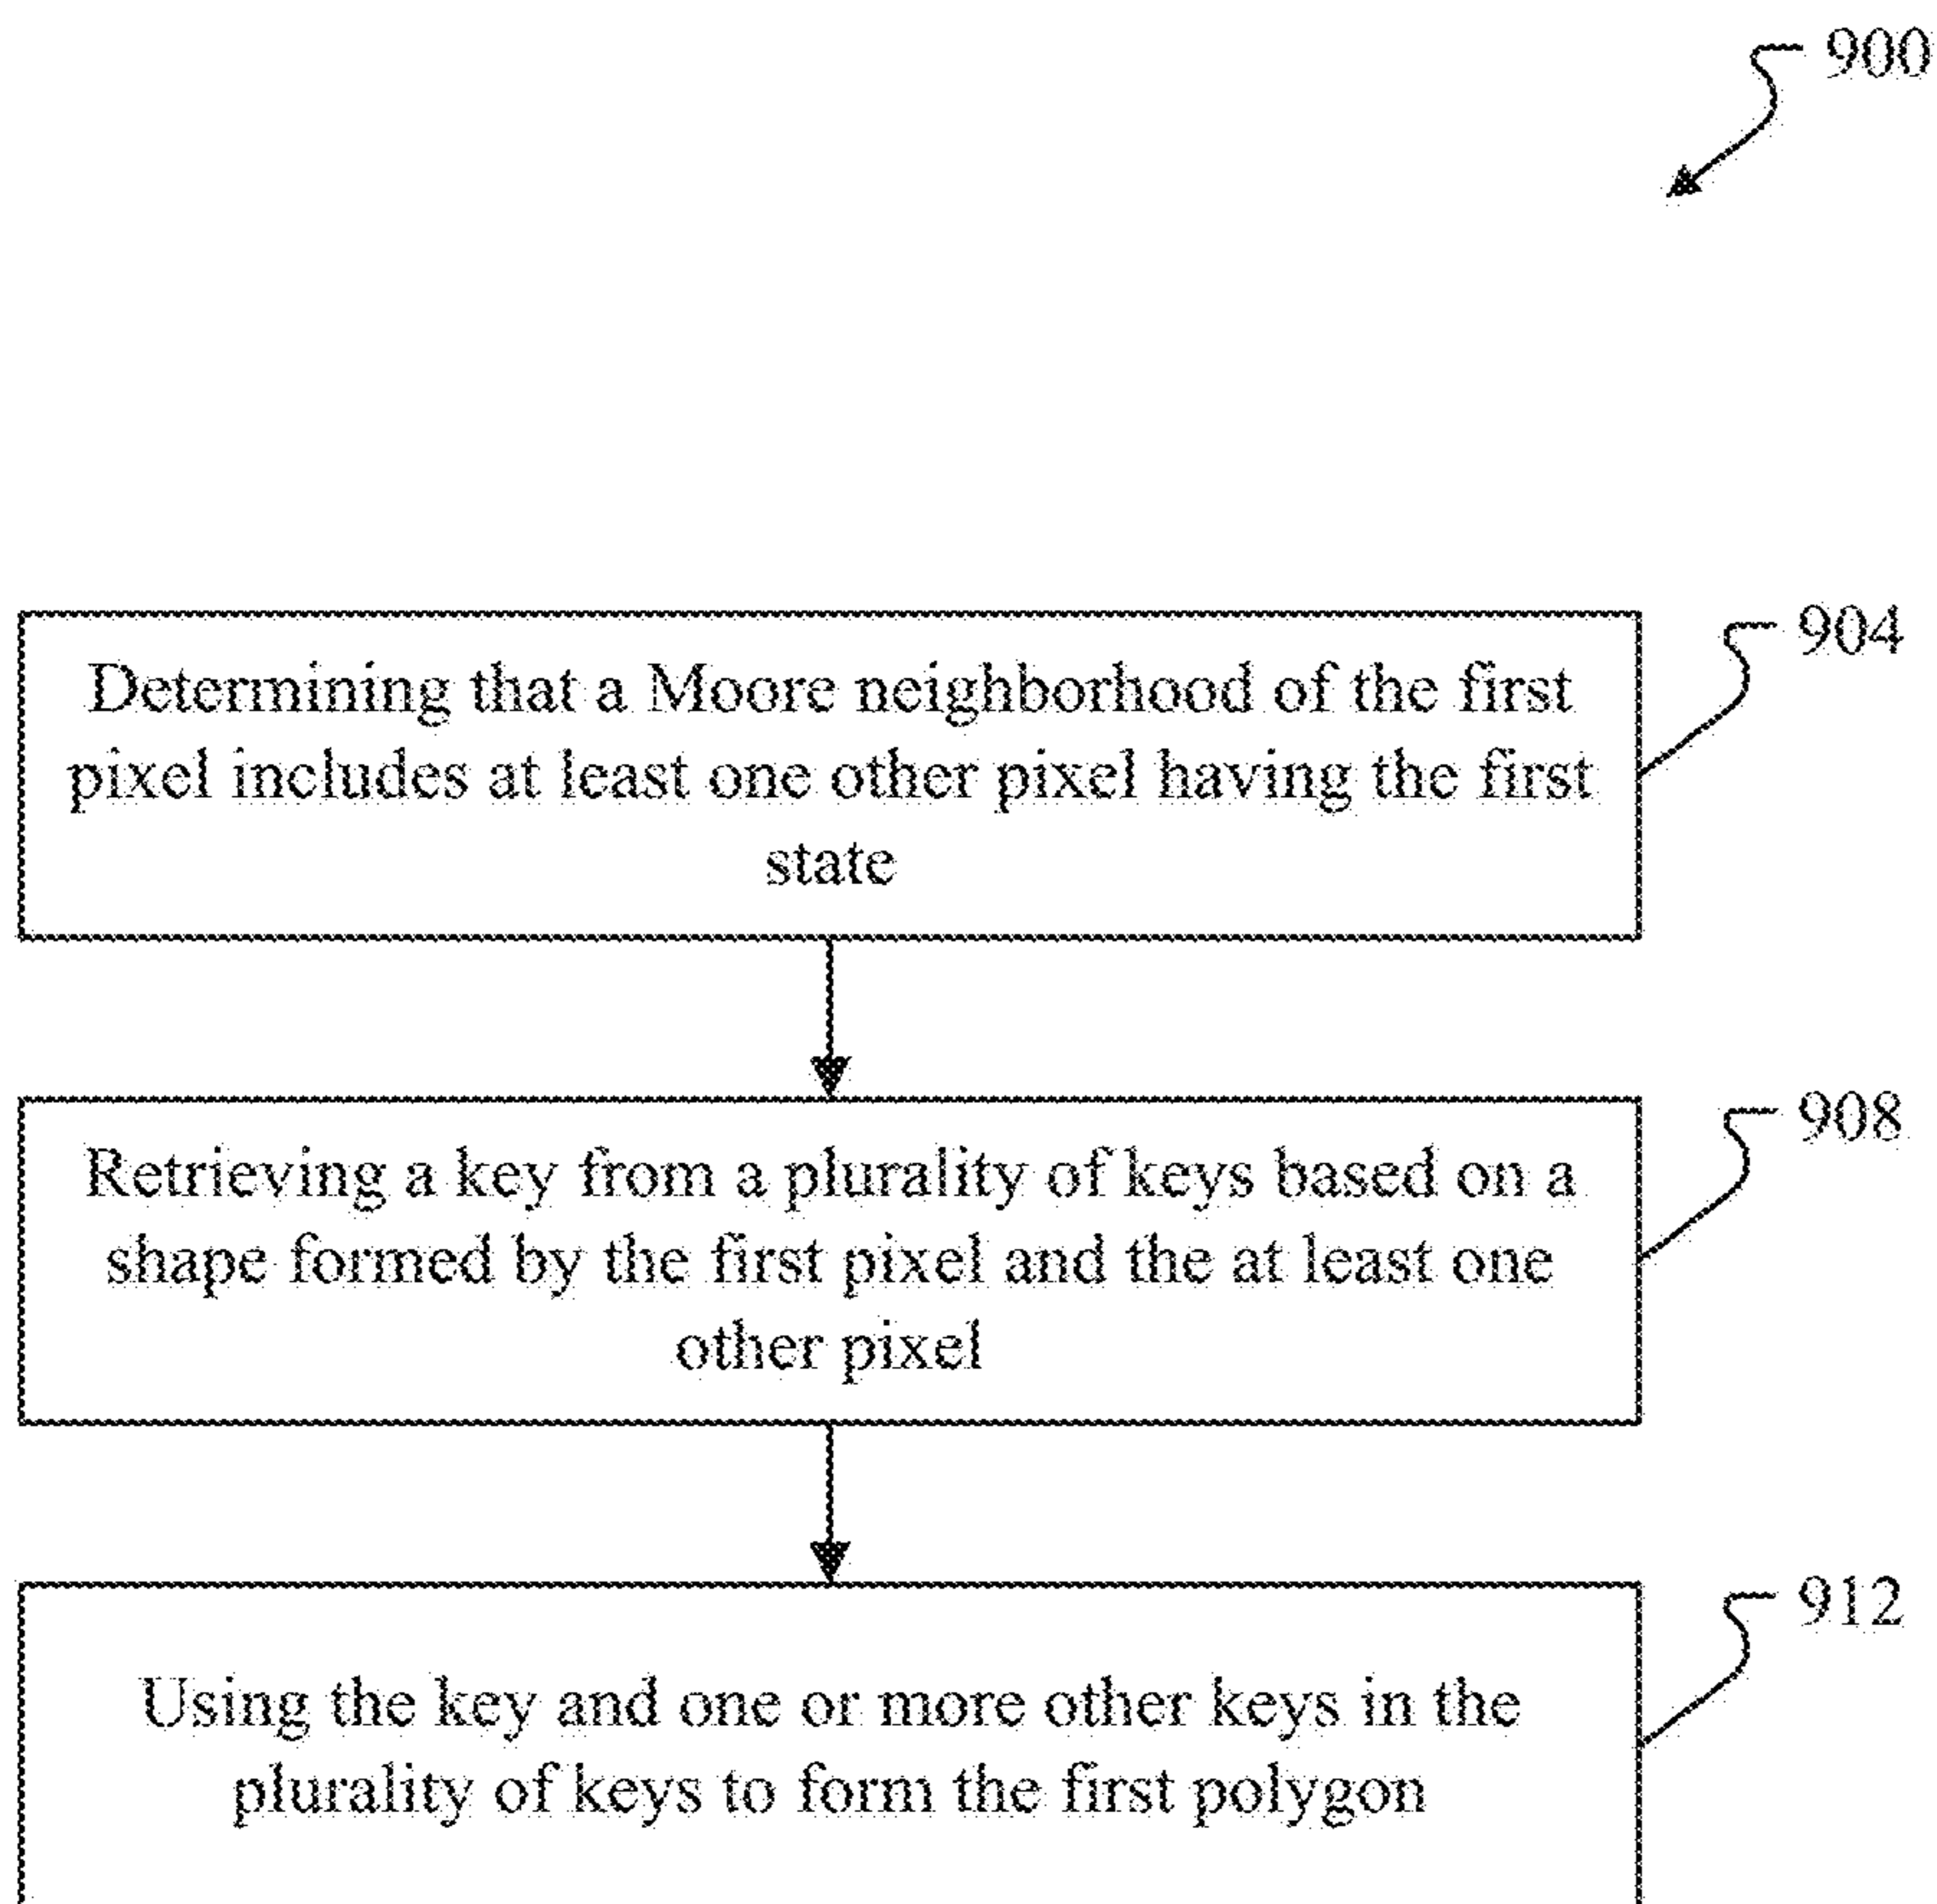 900
904
Determining that a Moore neighborhood of the first
pixel includes at least one other pixel having the first
state
908
Retrieving a key from a plurality of keys based on a
shape formed by the first pixel and the at least one
other pixel
912
Using the key and one or more other keys in the
plurality of keys to form the first polygon